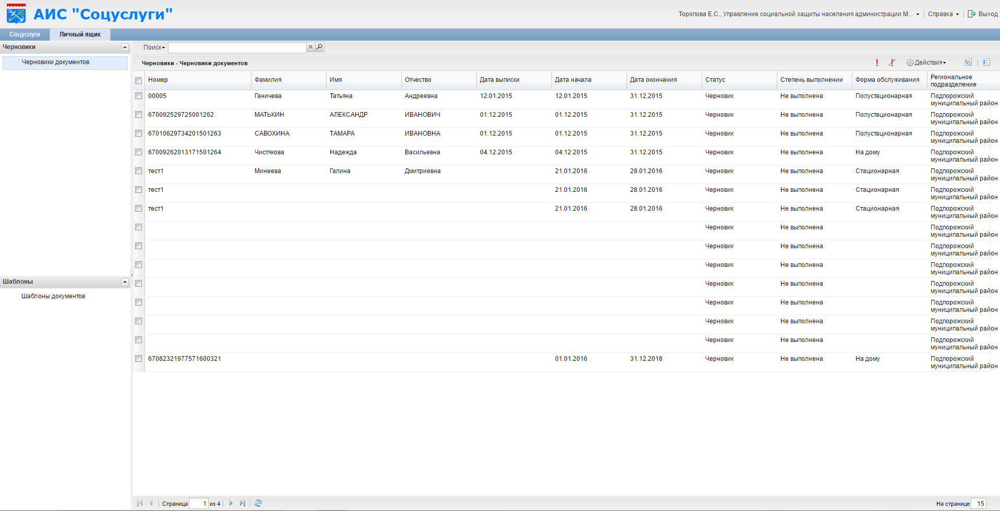 АИС "Соцуслуги"
Торопова Е.С., Управление социальной защиты населения администрации М... Справка Выход
Соцуслуги Личный ящик
Черновики
Черновики документов
Шаблоны
Шаблоны документов
Поиск
Черновики - Черновики документов
Действия
Номер Фамилия Имя Отчество Дата выписки Дата начала Дата окончания Статус Степень выполнении Форма обслуживания Региональное
подразделение
00005 Ганичева Татьяна Андреевна 12.01.2015 12.01.2015 31.12.2015 Черновик Не выполнена Полустационарная Подпорожский
муниципальный район
670092529725001262 МАТЬКИН АЛЕКСАНДР ИВАНОВИЧ 01.12.2015 01.12.2015 31.12.2015 Черновик Не выполнена Полустационарная Подпорожский
муниципальный район
67010629734201501263 САВОХИНА ТАМАРА ИВАНОВНА 01.12.2015 01.12.2015 31.12.2015 Черновик Не выполнена Полустационарная Подпорожский
муниципальный район
67009262013171501264 Чистякова Надежда Васильевна 04.12.2015 04.12.2015 31.12.2015 Черновик Не выполнена На дому Подпорожский
муниципальный район
тест1 Минеева Галина Дмитриевна 21.01.2016 28.01.2016 Черновик Не выполнена Стационарная Подпорожский
муниципальный район
тест1 21.01.2016 28.01.2016 Черновик Не выполнена Стационарная Подпорожский
муниципальный район
тест1 21.01.2016 28.01.2016 Черновик Не выполнена Стационарная Подпорожский
муниципальный район
Черновик Не выполнена Подпорожский
муниципальный район
Черновик Не выполнена Подпорожский
муниципальный район
Черновик Не выполнена Подпорожский
муниципальный район
Черновик Не выполнена Подпорожский
муниципальный район
Черновик Не выполнена Подпорожский
муниципальный район
Черновик Не выполнена Подпорожский
муниципальный район
Черновик Не выполнена Подпорожский
муниципальный район
67082321977571600321 01.01.2016 31.12.2018 Черновик Не выполнена На дому Подпорожский
муниципальный район
Страница 1 из 4 На странице 15